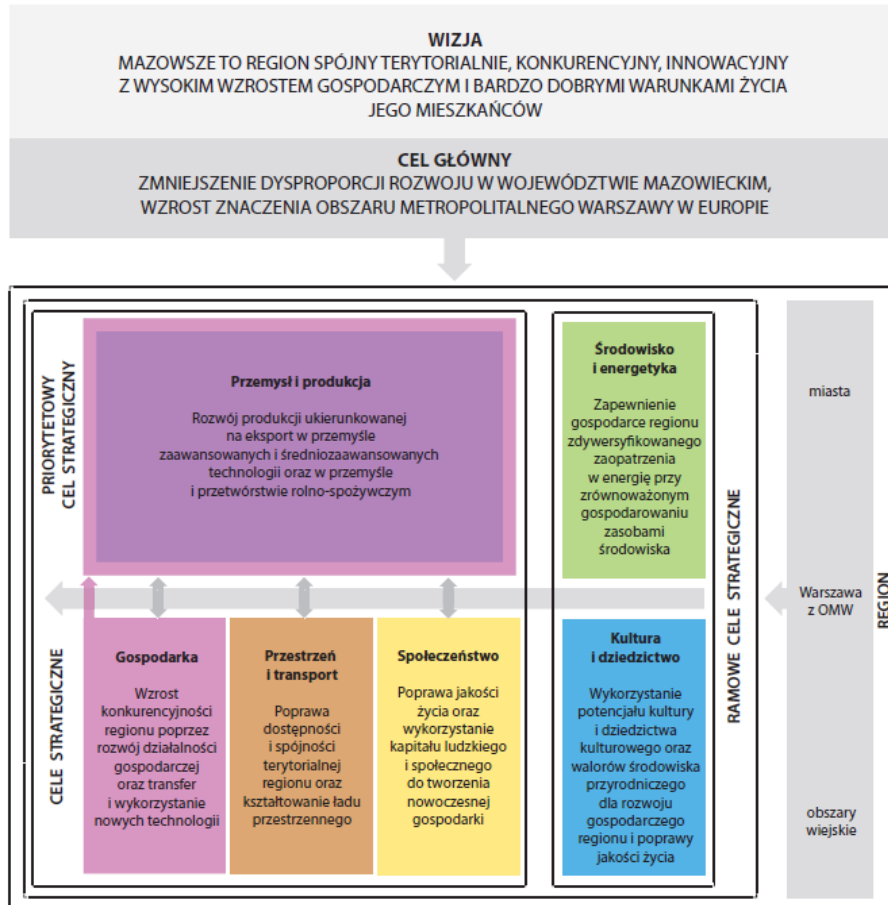 WIZJA
MAZOWSZE TO REGION SPÓJNY TERYTORIALNIE, KONKURENCYJNY, INNOWACYJNY
Z WYSOKIM WZROSTEM GOSPODARCZYM I BARDZO DOBRYMI WARUNKAMI ŻYCIA
JEGO MIESZKAŃCÓW
CEL GŁÓWNY
ZMNIEJSZENIE DYSPROPORCJI ROZWOJU W WOJEWÓDZTWIE MAZOWIECKIM,
WZROST ZNACZENIA OBSZARU METROPOLITALNEGO WARSZAWY W EUROPIE
PRIORYTETOWY
CEL STRATEGICZNY
Przemysł i produkcja
Rozwój produkcji ukierunkowanej
na eksport w przemyśle
zaawansowanych i średniozaawansowanych
technologii oraz w przemyśle
i przetwórstwie rolno-spożywczym
Środowisko
i energetyka
Zapewnienie
gospodarce regionu
zdywersyfikowanego
zaopatrzenia
w energię przy
zrównoważonym
gospodarowaniu
zasobami
środowiska
CELE STRATEGICZNE
Gospodarka
Wzrost
konkurencyjności
regionu poprzez
rozwój działalności
gospodarczej
oraz transfer
i wykorzystanie
nowych technologii
Przestrzeń
i transport
Poprawa
dostępności
i spójności
terytorialnej
regionu oraz
kształtowanie ładu
przestrzennego
Społeczeństwo
Poprawa jakości
życia oraz
wykorzystanie
kapitału ludzkiego
i społecznego
do tworzenia
nowoczesnej
gospodarki
Kultura
i dziedzictwo
Wykorzystanie
potencjału kultury
i dziedzictwa
kulturowego oraz
walorów środowiska
przyrodniczego
dla rozwoju
gospodarczego
regionu i poprawy
jakości życia
RAMOWE CELE STRATEGICZNE
miasta
Warszawa
z OMW
obszary
wiejskie
REGION